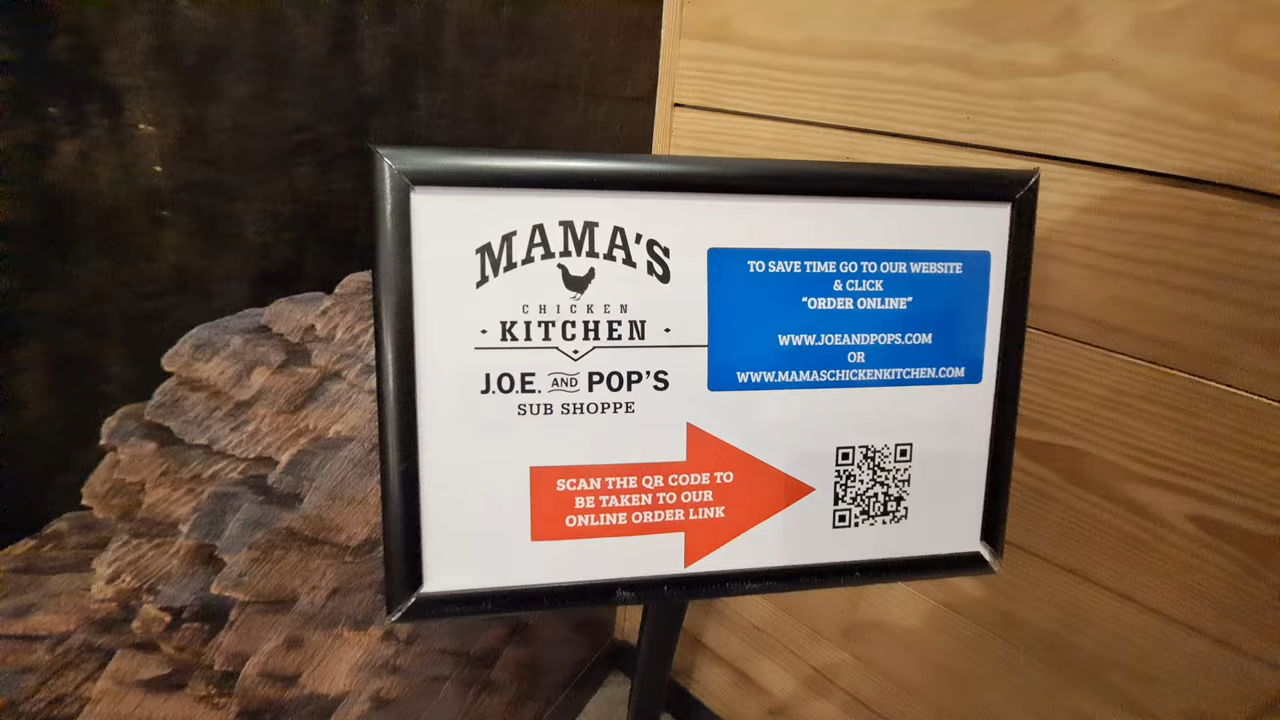 MAMA'S
CHICKEN
· KITCHEN ·
J.O.E. AND POP'S
SUB SHOPPE
TO SAVE TIME GO TO OUR WEBSITE
& CLICK
"ORDER ONLINE"
WWW.JOEANDPOPS.COM
OR
WWW.MAMASCHICKENKITCHEN.COM
SCAN THE QR CODE TO
BE TAKEN TO OUR
ONLINE ORDER LINK